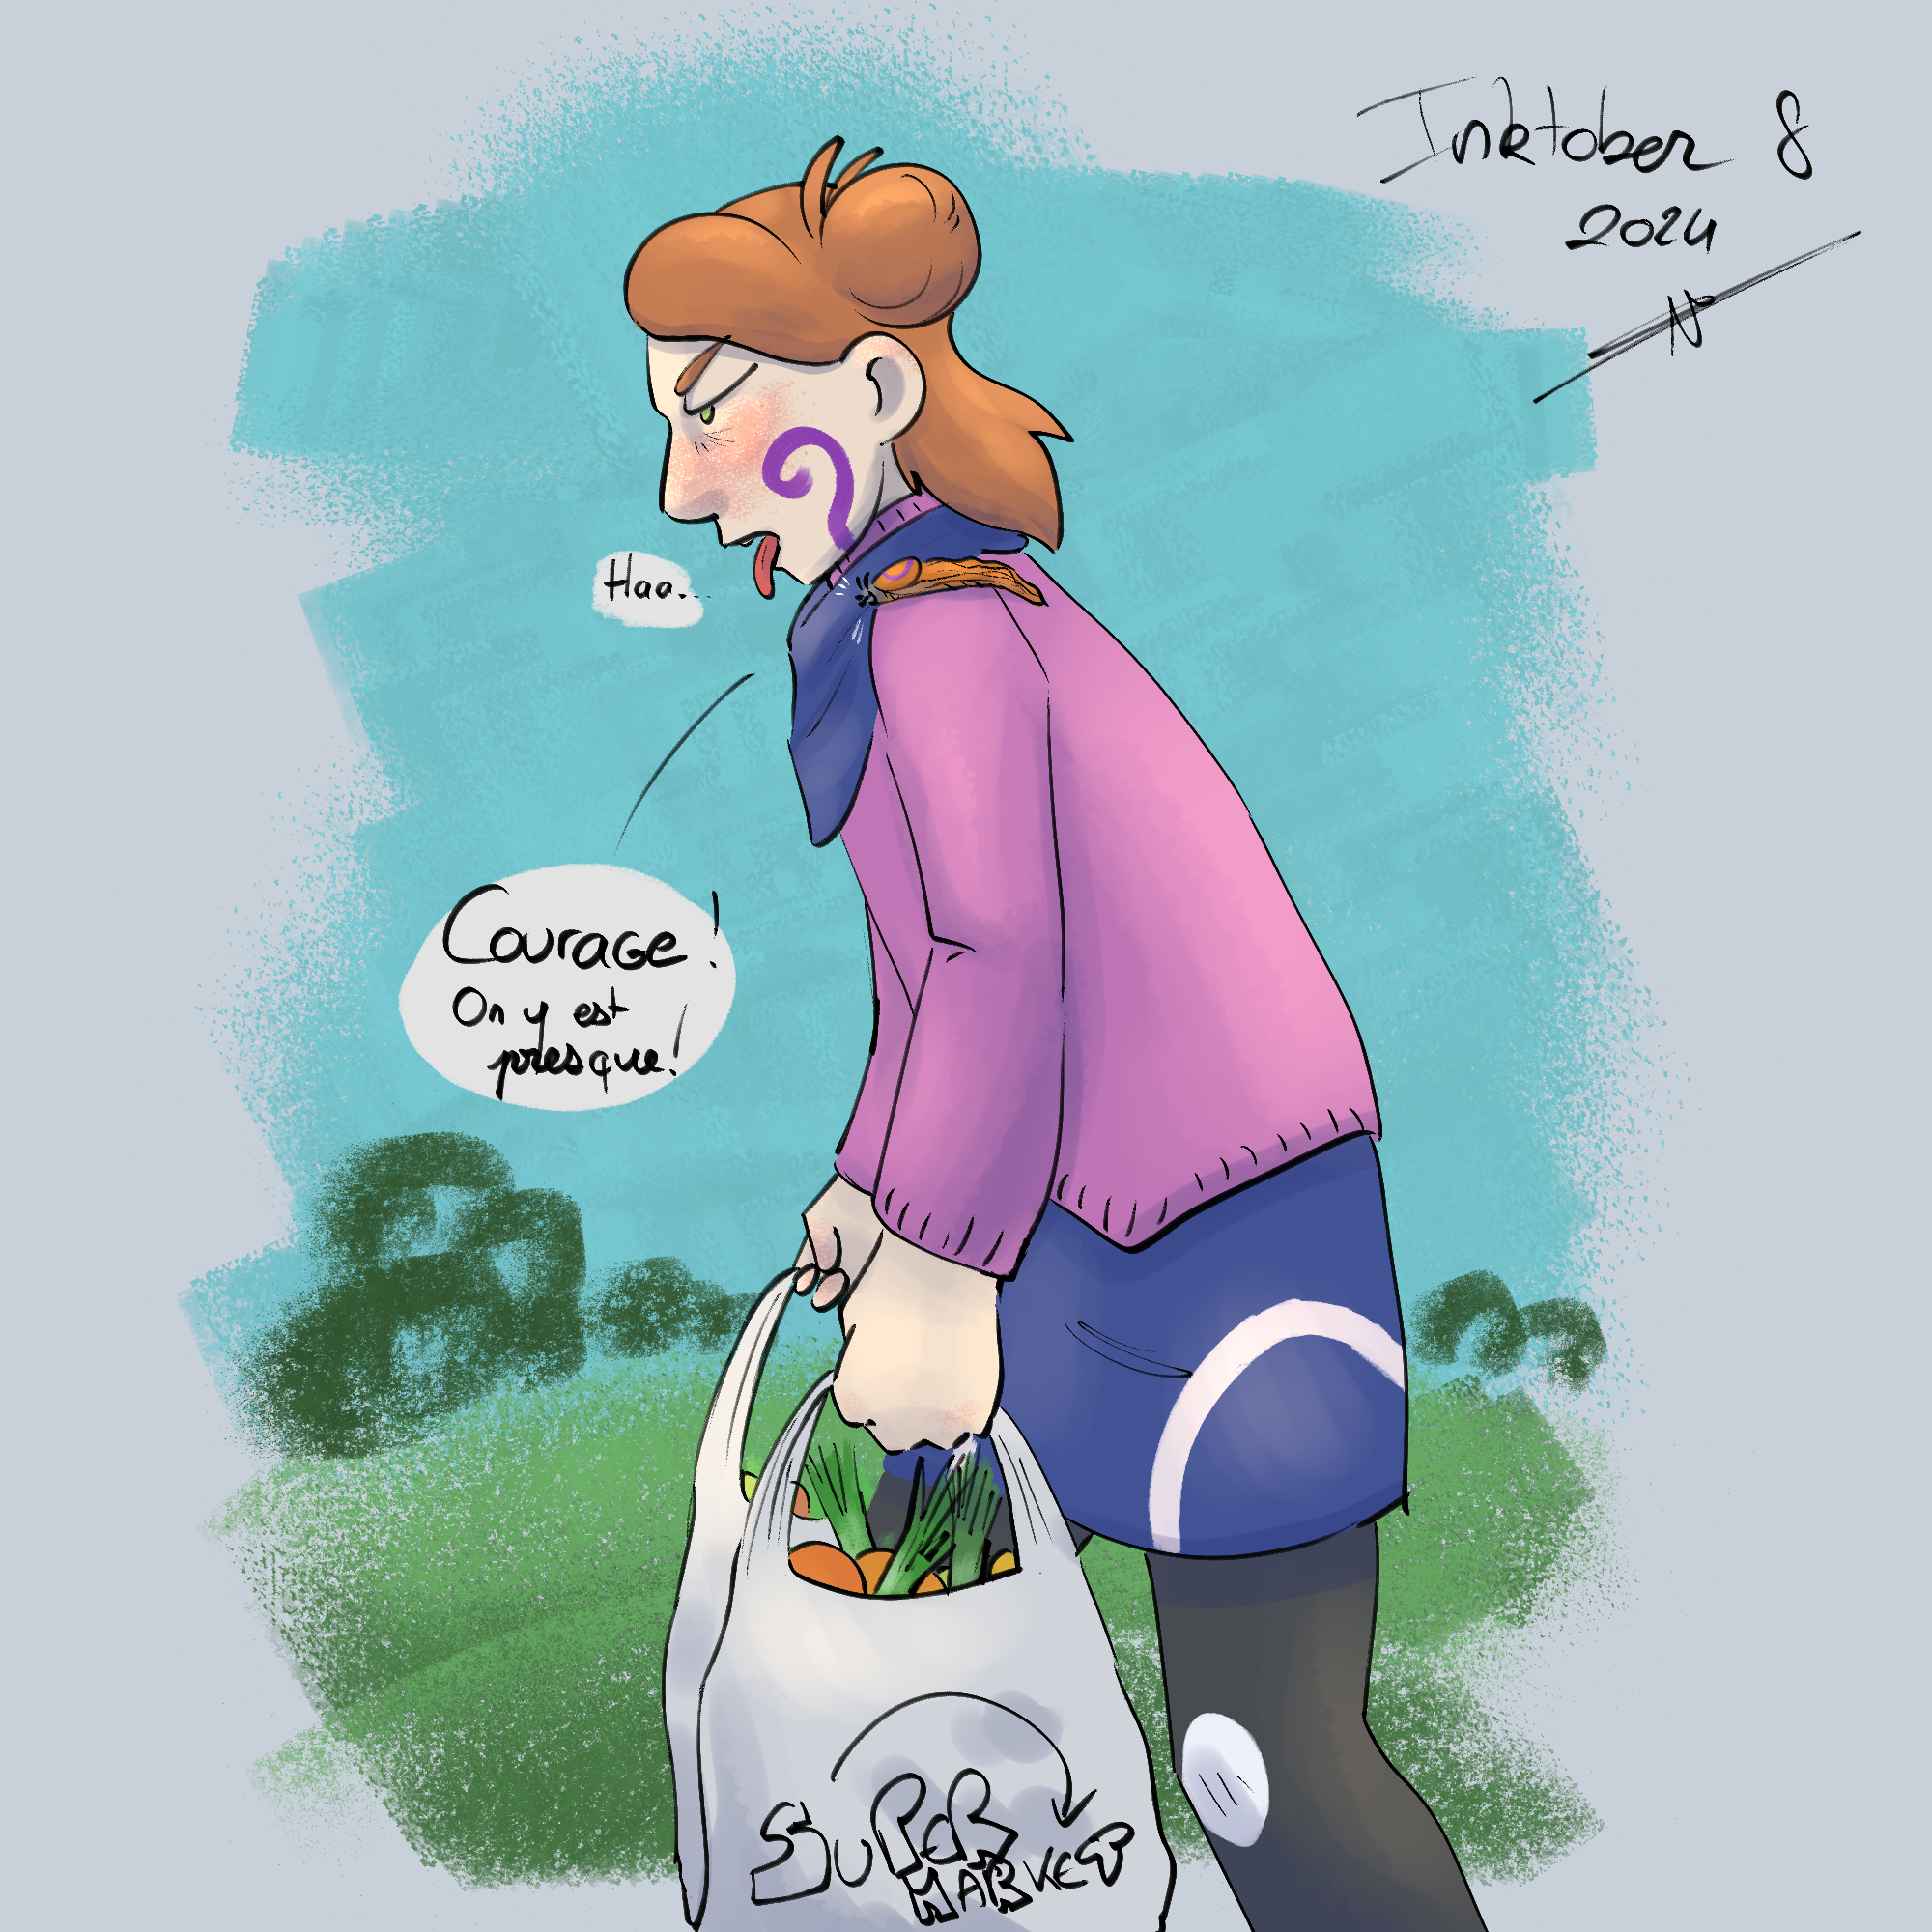 Inktober 8
2024
N°
Haa...
Courage !
On y est
presque !
SUPER
MARKET